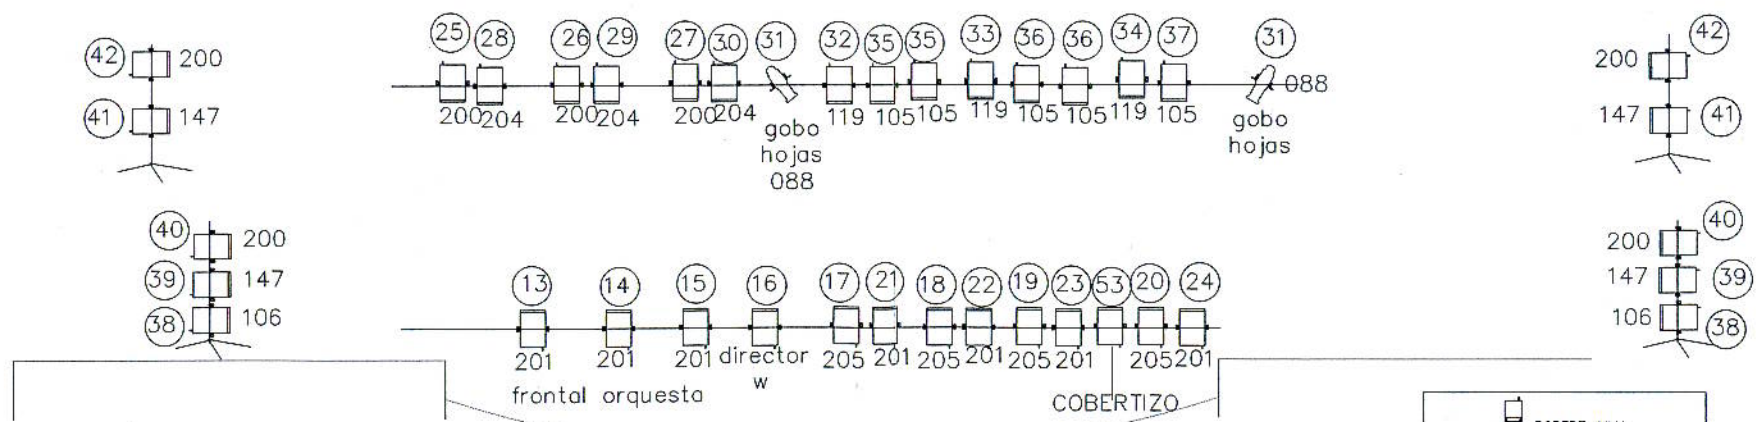 25 28 26 29 27 30 31 32 35 35 33 36 36 34 37 31
42 200
200 42
088
41 147
147 41
200 204 200 204 200 204 119 105 105 119 105 105 119 105
gobo
hojas
088
gobo
hojas
40 200
200 40
39 147
147 39
38 106
106 38
13 14 15 16 17 21 18 22 19 23 53 20 24
201 201 201 director 205 201 205 201 205 201 205 201
w
frontal orquesta
COBERTIZO